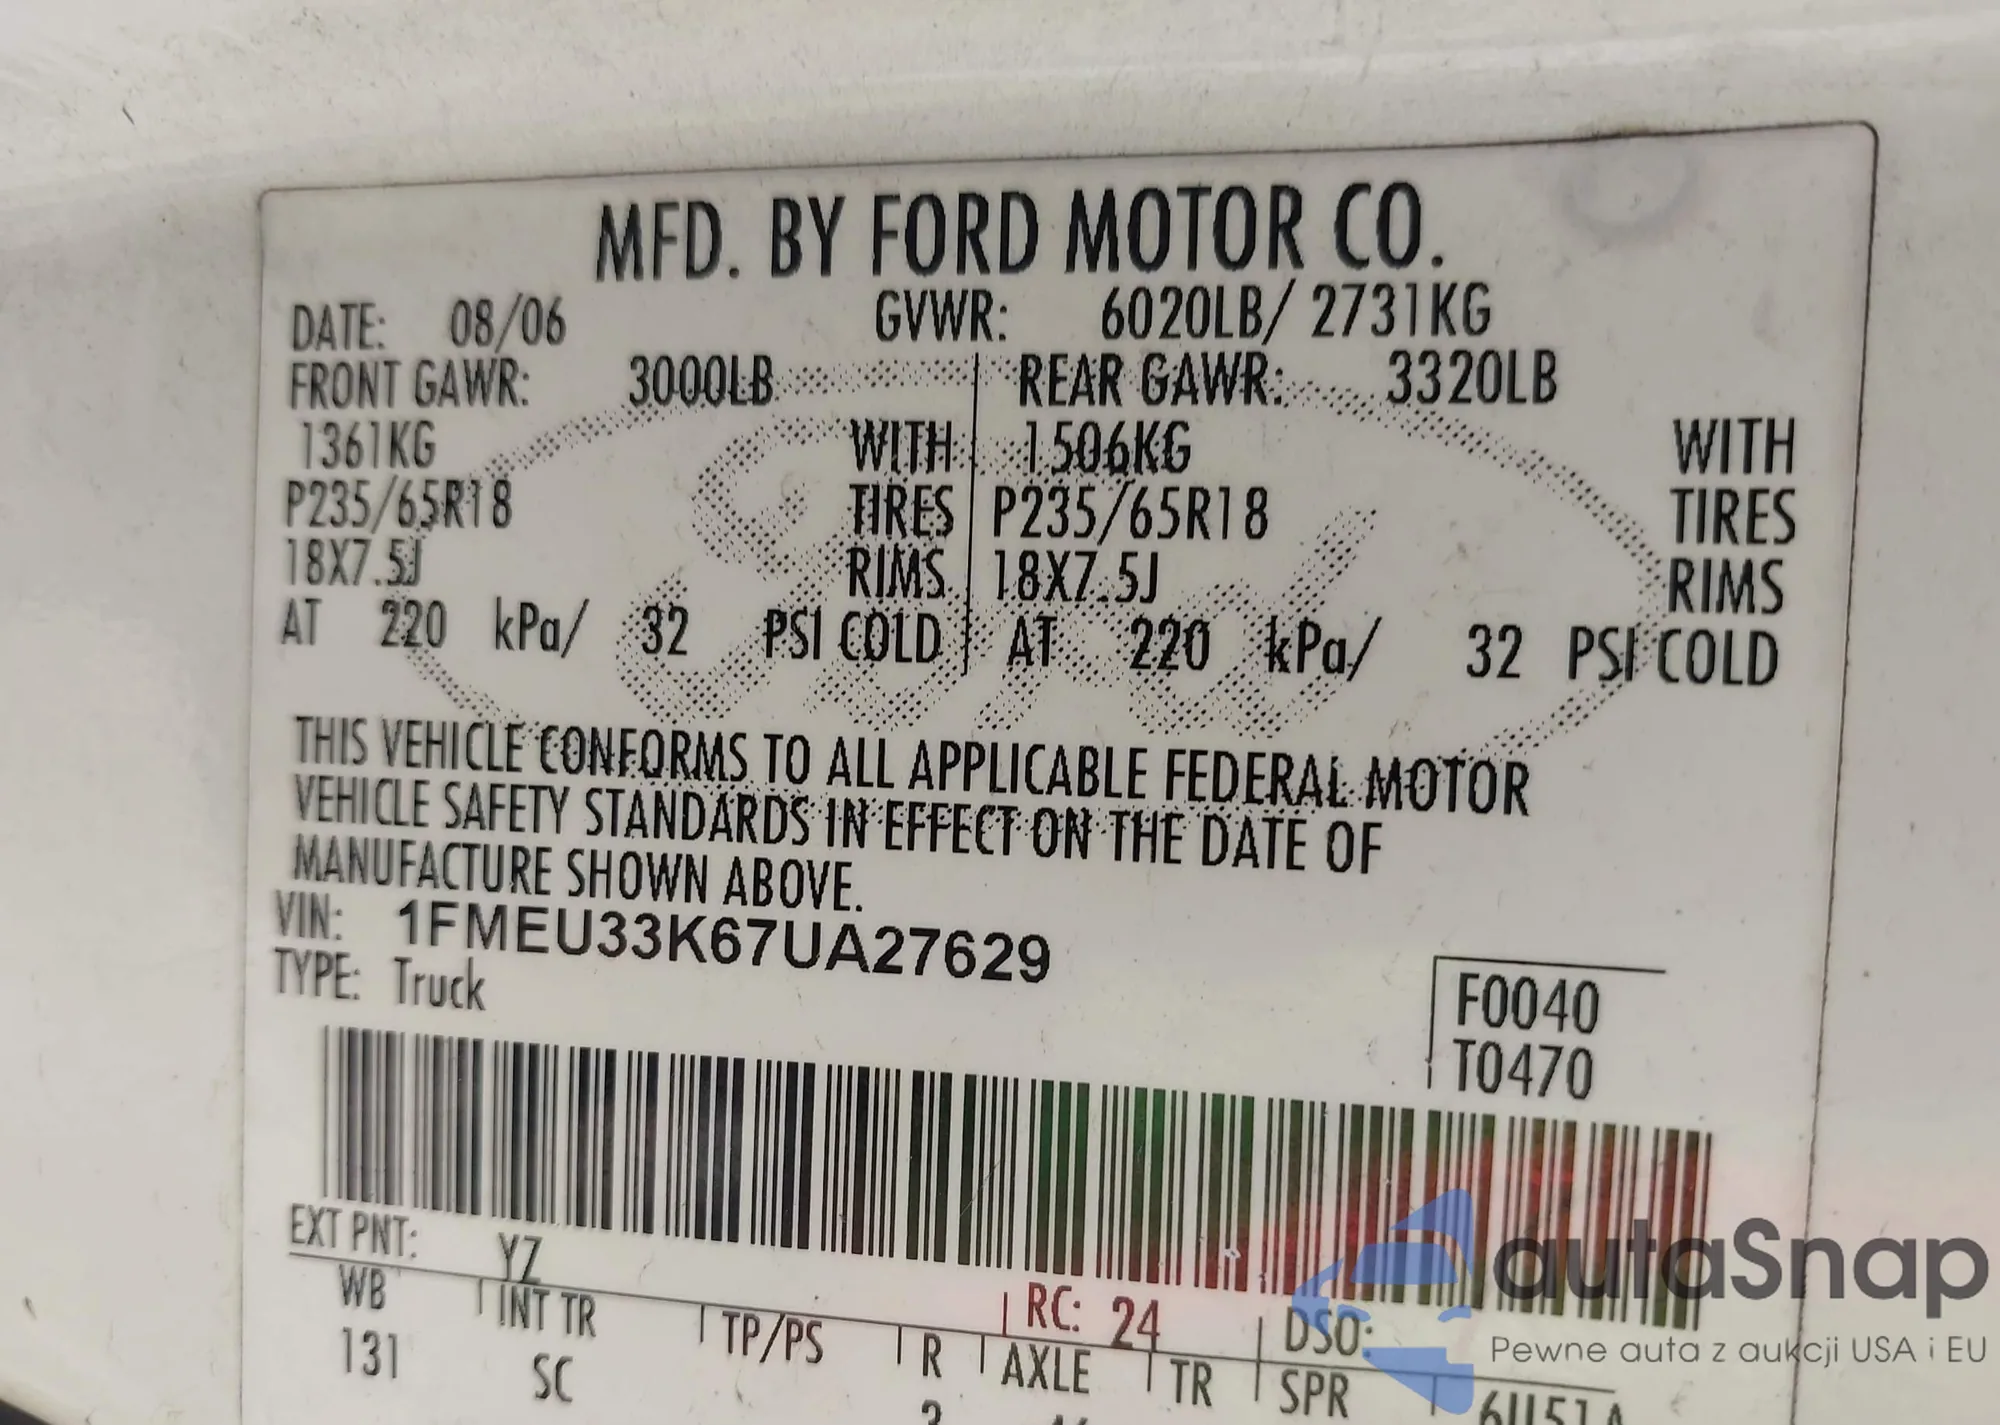 MFD. BY FORD MOTOR CO.
DATE: 08/06 GVWR: 6020LB/ 2731KG
FRONT GAWR: 3000LB REAR GAWR: 3320LB
1361KG WITH 1506KG WITH
P235/65R18 TIRES P235/65R18 TIRES
18X7.5J RIMS 18X7.5J RIMS
AT 220 kPa/ 32 PSI COLD AT 220 kPa/ 32 PSI COLD
THIS VEHICLE CONFORMS TO ALL APPLICABLE FEDERAL MOTOR
VEHICLE SAFETY STANDARDS IN EFFECT ON THE DATE OF
MANUFACTURE SHOWN ABOVE.
VIN: 1FMEU33K67UA27629
TYPE: Truck
F0040
T0470
EXT PNT: YZ RC: 24 DSO:
WB INT TR TP/PS R AXLE TR SPR
131 SC
autaSnap
Pewne auta z aukcji USA i EU